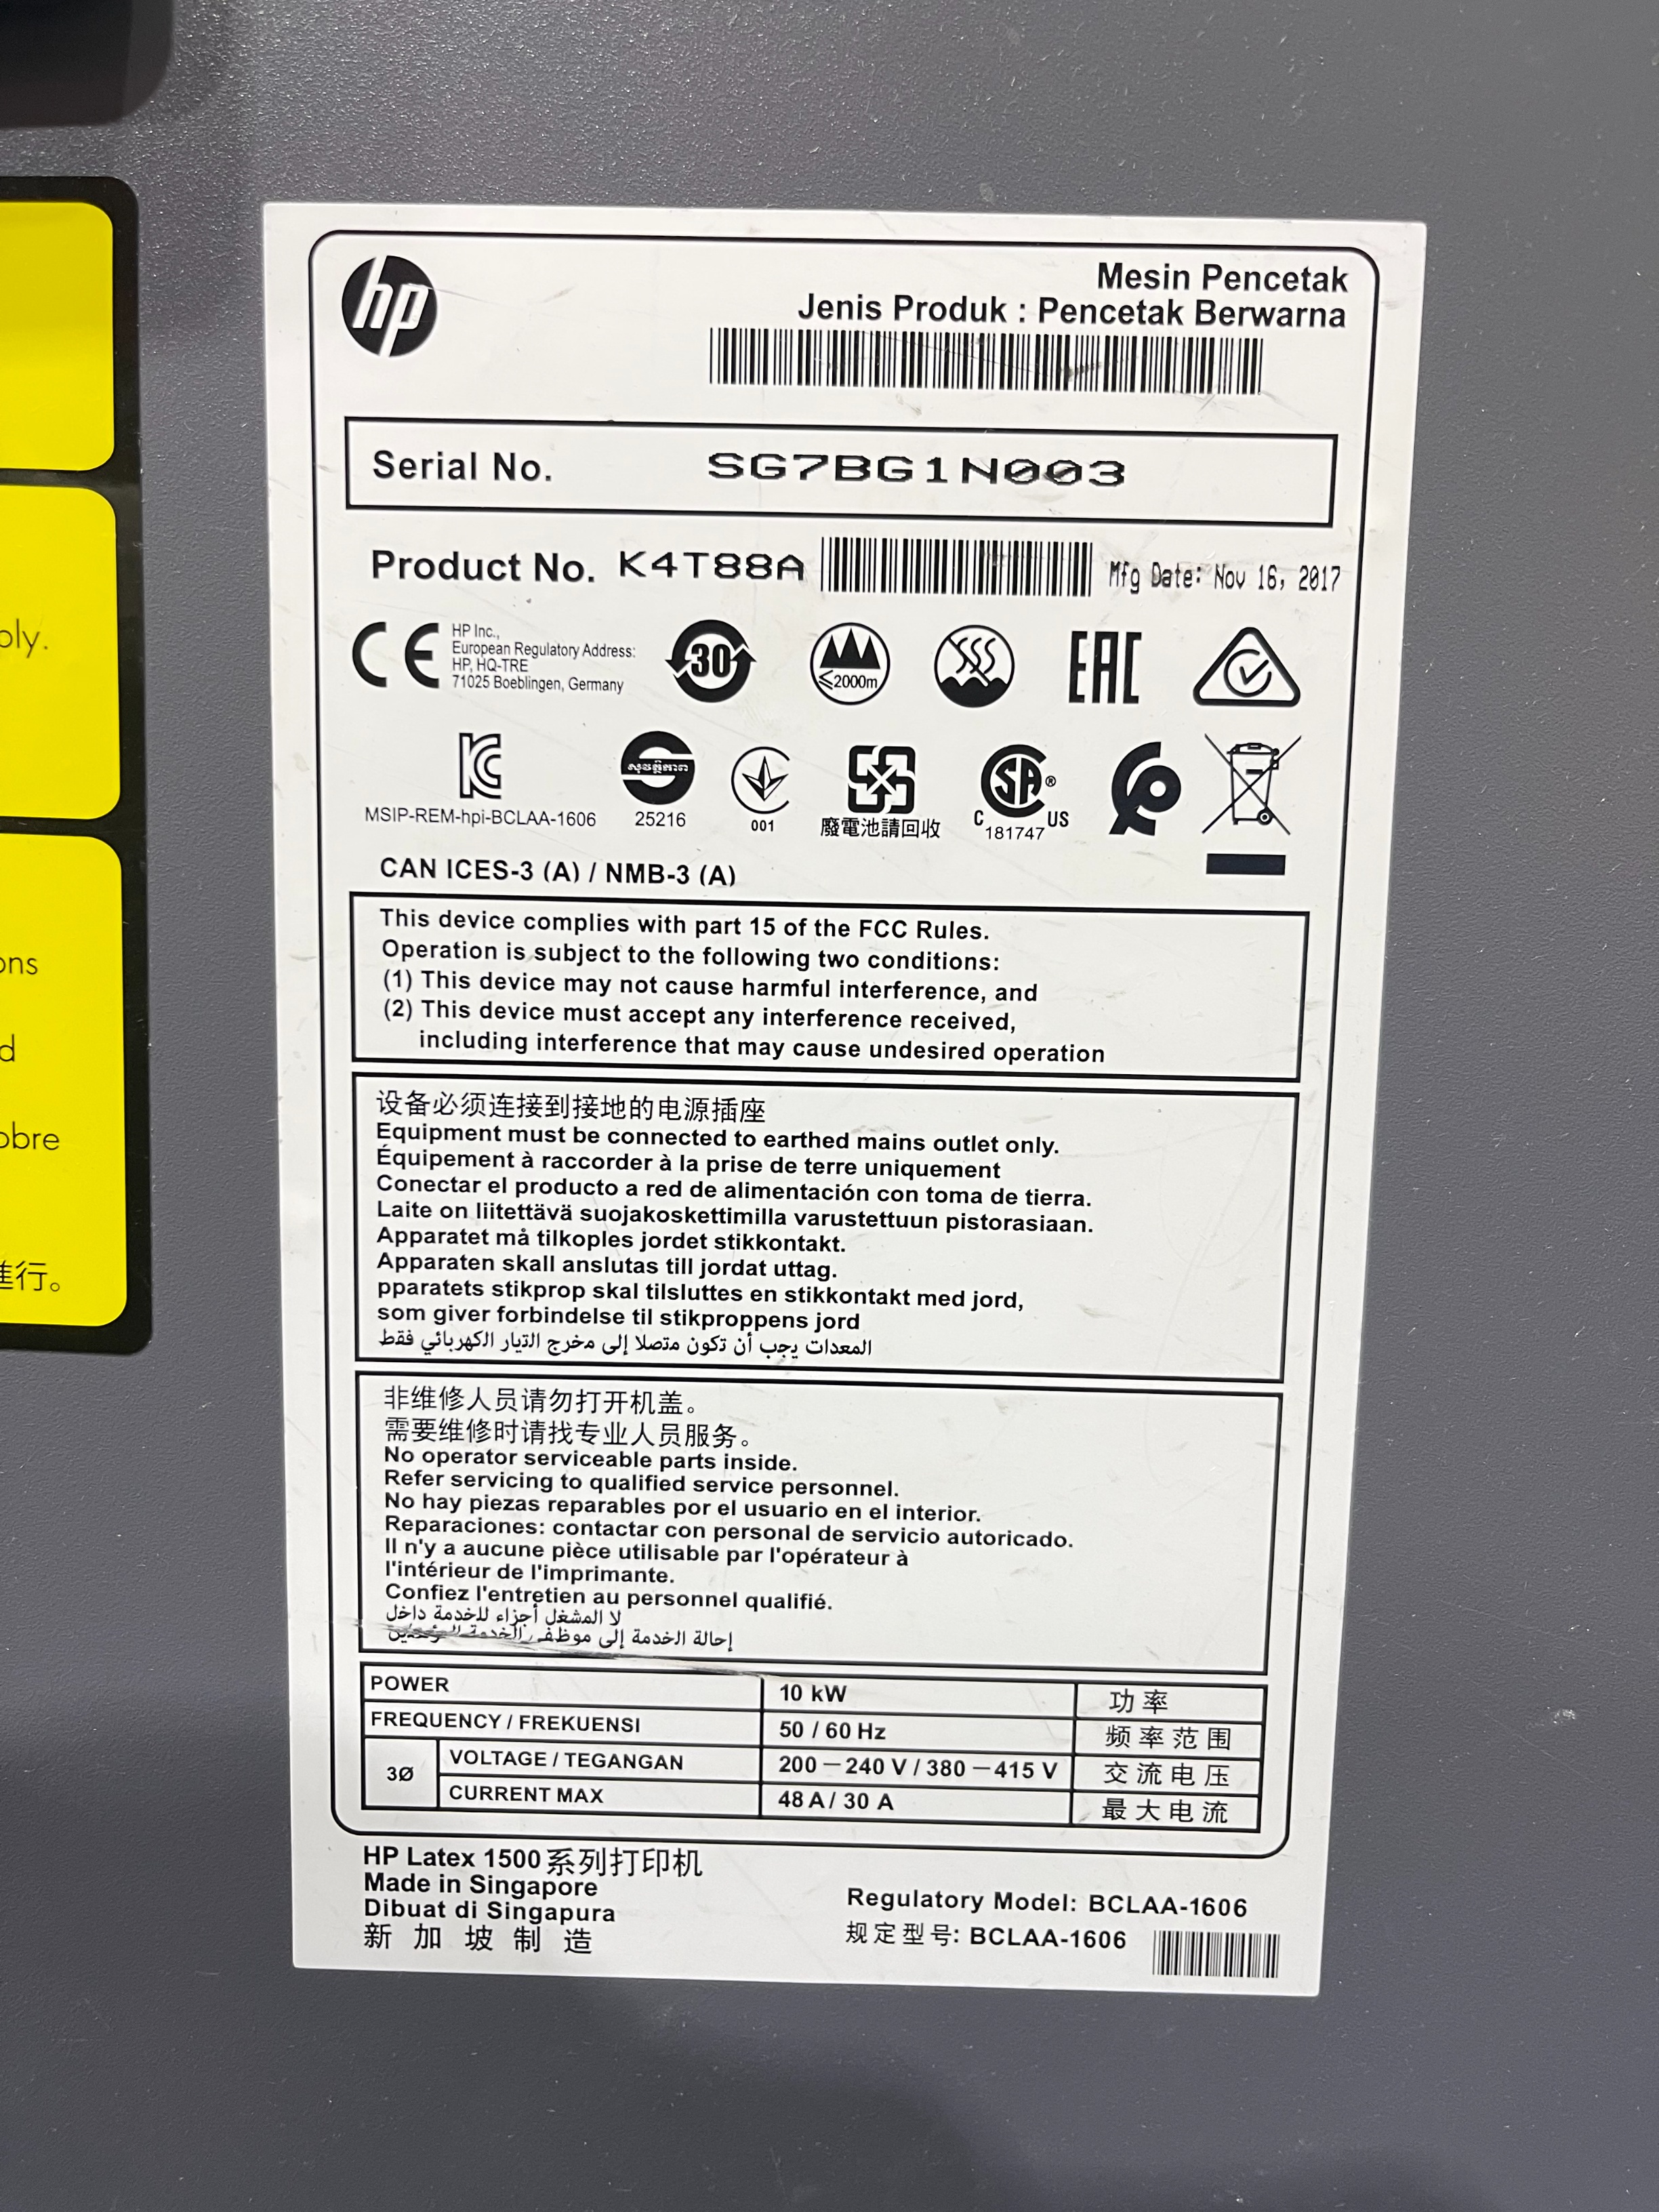 ply.
ons
d
obre
進行。
hp
Mesin Pencetak
Jenis Produk : Pencetak Berwarna
Serial No. SG7BG1N003
Product No. K4T88A Mfg Date: Nov 16, 2017
CE
HP Inc.,
European Regulatory Address:
HP, HQ-TRE
71025 Boeblingen, Germany
30
≤2000m
EAC
MSIP-REM-hpi-BCLAA-1606
25216
001
廢電池請回收
SA®
C 181747 US
CAN ICES-3 (A) / NMB-3 (A)
This device complies with part 15 of the FCC Rules.
Operation is subject to the following two conditions:
(1) This device may not cause harmful interference, and
(2) This device must accept any interference received,
including interference that may cause undesired operation
设备必须连接到接地的电源插座
Equipment must be connected to earthed mains outlet only.
Équipement à raccorder à la prise de terre uniquement
Conectar el producto a red de alimentación con toma de tierra.
Laite on liitettävä suojakoskettimilla varustettuun pistorasiaan.
Apparatet må tilkoples jordet stikkontakt.
Apparaten skall anslutas till jordat uttag.
pparatets stikprop skal tilsluttes en stikkontakt med jord,
som giver forbindelse til stikproppens jord
المعدات يجب أن تكون متصلا إلى مخرج التيار الكهربائي فقط
非维修人员请勿打开机盖。
需要维修时请找专业人员服务。
No operator serviceable parts inside.
Refer servicing to qualified service personnel.
No hay piezas reparables por el usuario en el interior.
Reparaciones: contactar con personal de servicio autoricado.
Il n'y a aucune pièce utilisable par l'opérateur à
l'intérieur de l'imprimante.
Confiez l'entretien au personnel qualifié.
لا المشغل أجزاء للخدمة داخل
إحالة الخدمة إلى موظفي الخدمة المؤهلين
POWER 10 kW 功率
FREQUENCY / FREKUENSI 50 / 60 Hz 频率范围
3Ø VOLTAGE / TEGANGAN 200 – 240 V / 380 – 415 V 交流电压
CURRENT MAX 48 A / 30 A 最大电流
HP Latex 1500系列打印机
Made in Singapore
Dibuat di Singapura
新加坡制造
Regulatory Model: BCLAA-1606
规定型号: BCLAA-1606